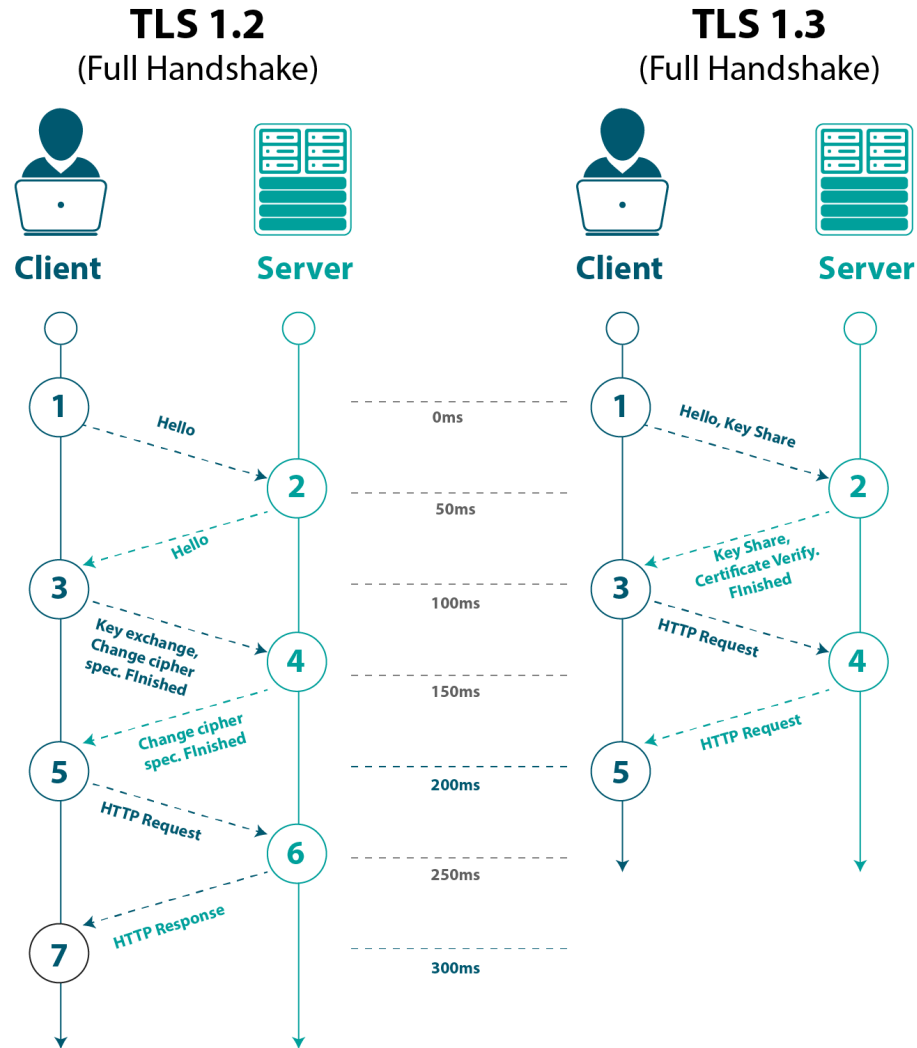 TLS 1.2
(Full Handshake)
Client
Server
1
Hello
2
Hello
3
Key exchange,
Change cipher
spec. FInished
4
Change cipher
spec. FInished
5
HTTP Request
6
HTTP Response
7
0ms
50ms
100ms
150ms
200ms
250ms
300ms
TLS 1.3
(Full Handshake)
Client
Server
1
Hello, Key Share
2
Key Share,
Certificate Verify.
FInished
3
HTTP Request
4
HTTP Request
5